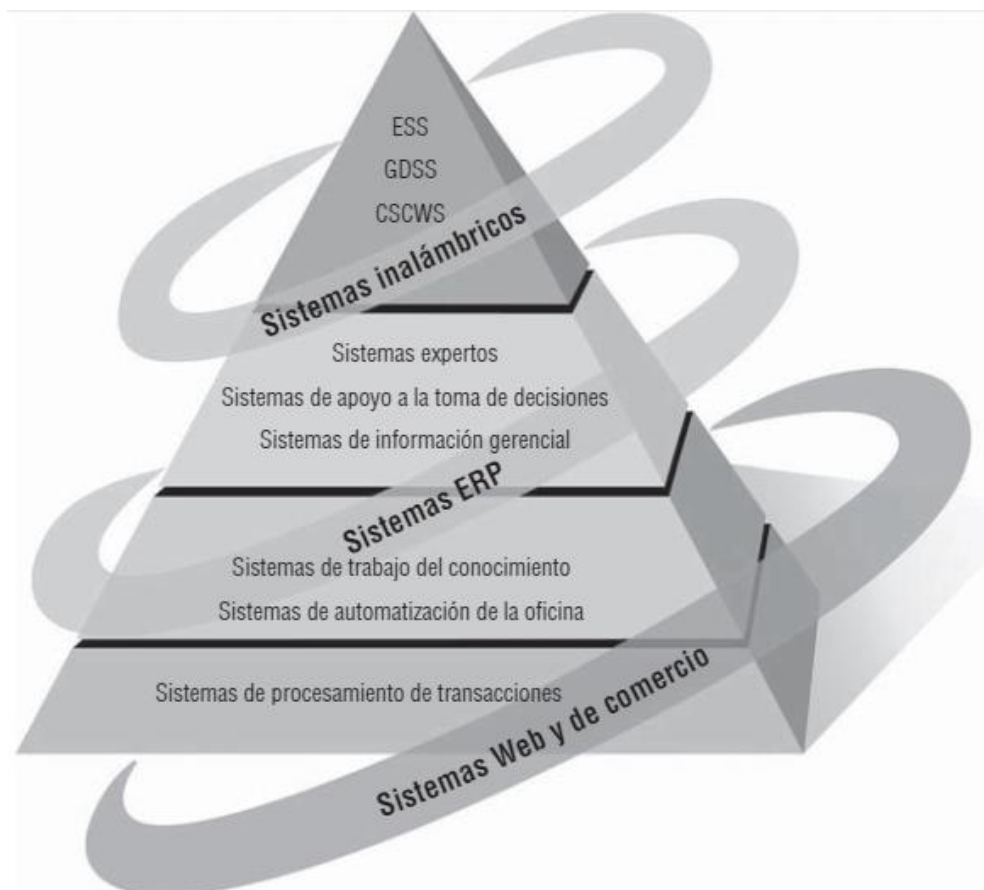 ESS
GDSS
CSCWS
Sistemas inalámbricos
Sistemas expertos
Sistemas de apoyo a la toma de decisiones
Sistemas de información gerencial
Sistemas ERP
Sistemas de trabajo del conocimiento
Sistemas de automatización de la oficina
Sistemas de procesamiento de transacciones
Sistemas Web y de comercio